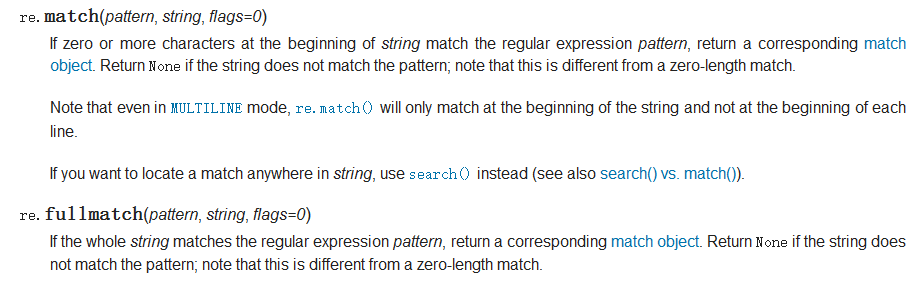 re.match(pattern, string, flags=0)
If zero or more characters at the beginning of string match the regular expression pattern, return a corresponding match
object. Return None if the string does not match the pattern; note that this is different from a zero-length match.
Note that even in MULTILINE mode, re.match() will only match at the beginning of the string and not at the beginning of each
line.
If you want to locate a match anywhere in string, use search() instead (see also search() vs. match()).
re.fullmatch(pattern, string, flags=0)
If the whole string matches the regular expression pattern, return a corresponding match object. Return None if the string does
not match the pattern; note that this is different from a zero-length match.